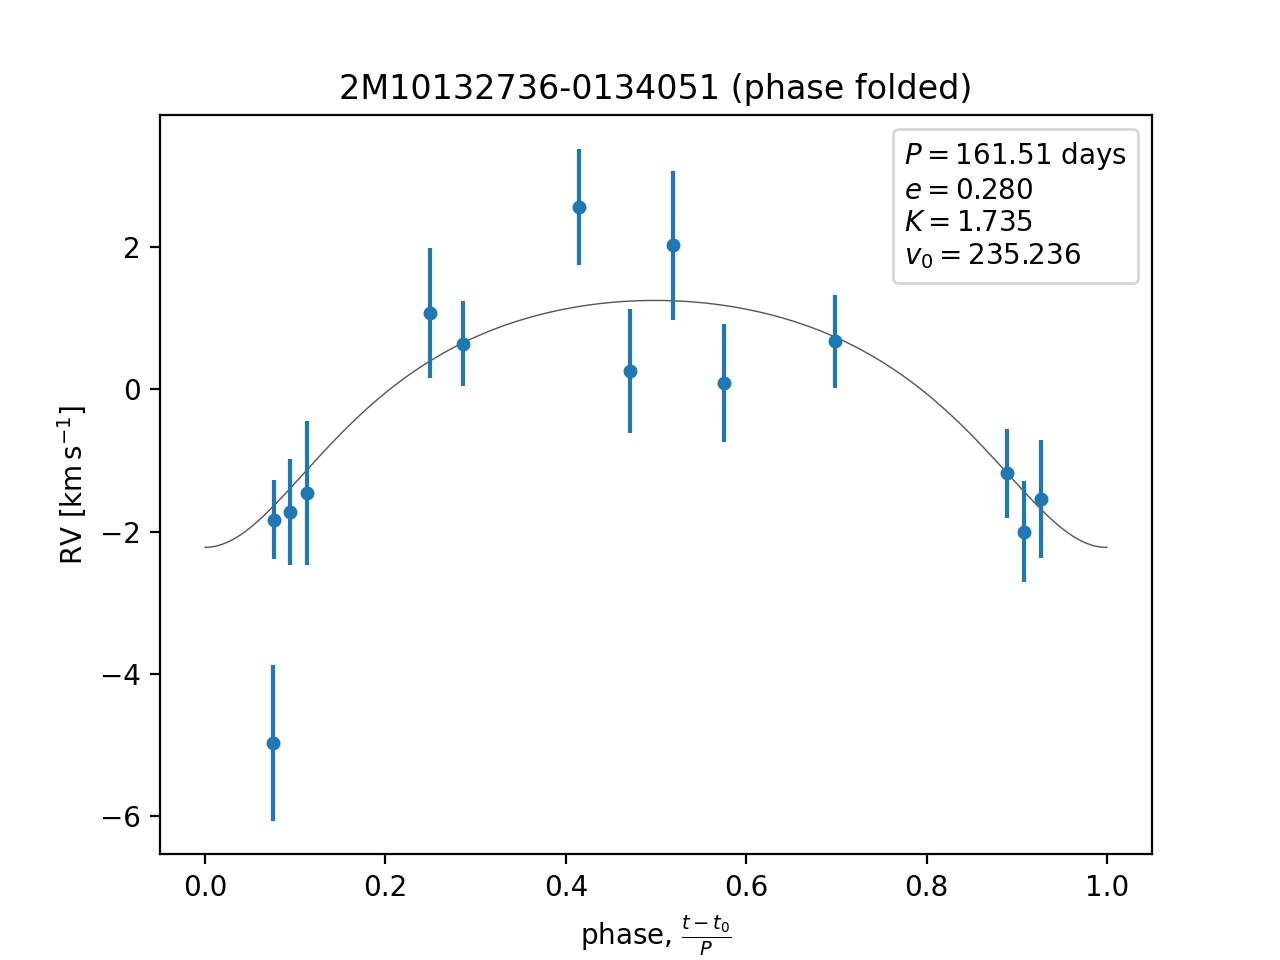 2M10132736-0134051 (phase folded)
P = 161.51 days
e = 0.280
K = 1.735
v₀ = 235.236
RV [km s⁻¹]
2
0
−2
−4
−6
0.0 0.2 0.4 0.6 0.8 1.0
phase, (t − t₀)/P